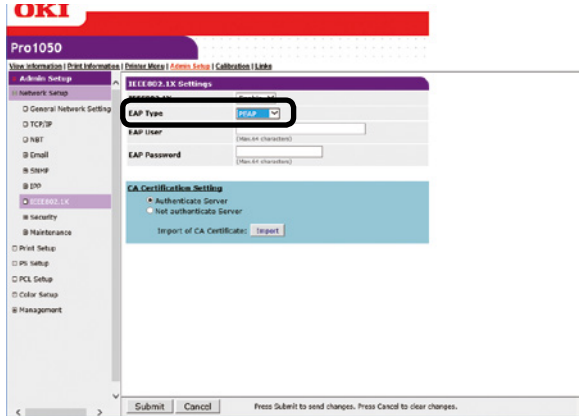 OKI
Pro1050
View Information | Print Information | Printer Menu | Admin Setup | Calibration | Links
Admin Setup
Network Setup
General Network Setting
TCP/IP
NBT
Email
SNMP
IPP
IEEE802.1X
Security
Maintenance
Print Setup
PS Setup
PCL Setup
Color Setup
Management
IEEE802.1X Settings
IEEE802.1X Enable
EAP Type PEAP
EAP User
(Max.64 characters)
EAP Password
(Max.64 characters)
CA Certification Setting
Authenticate Server
Not authenticate Server
Import of CA Certificate: Import
Submit Cancel Press Submit to send changes. Press Cancel to clear changes.